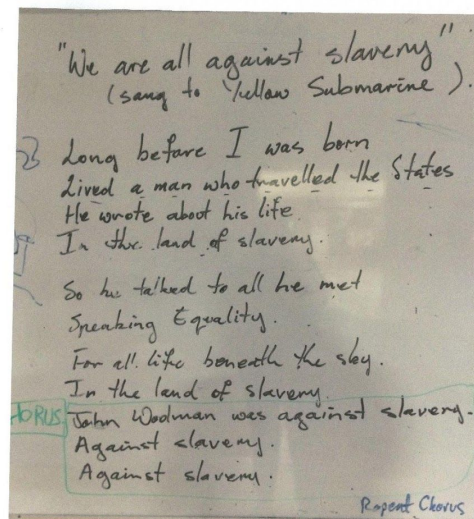 "We are all against slavery"
(sang to Yellow Submarine).
Long before I was born
Lived a man who travelled the States
He wrote about his life
In the land of slavery.
So he talked to all he met
Speaking Equality.
For all life beneath the sky.
In the land of slavery.
HORUS John Woolman was against slavery.
Against slavery.
Against slavery.
Repeat Chorus